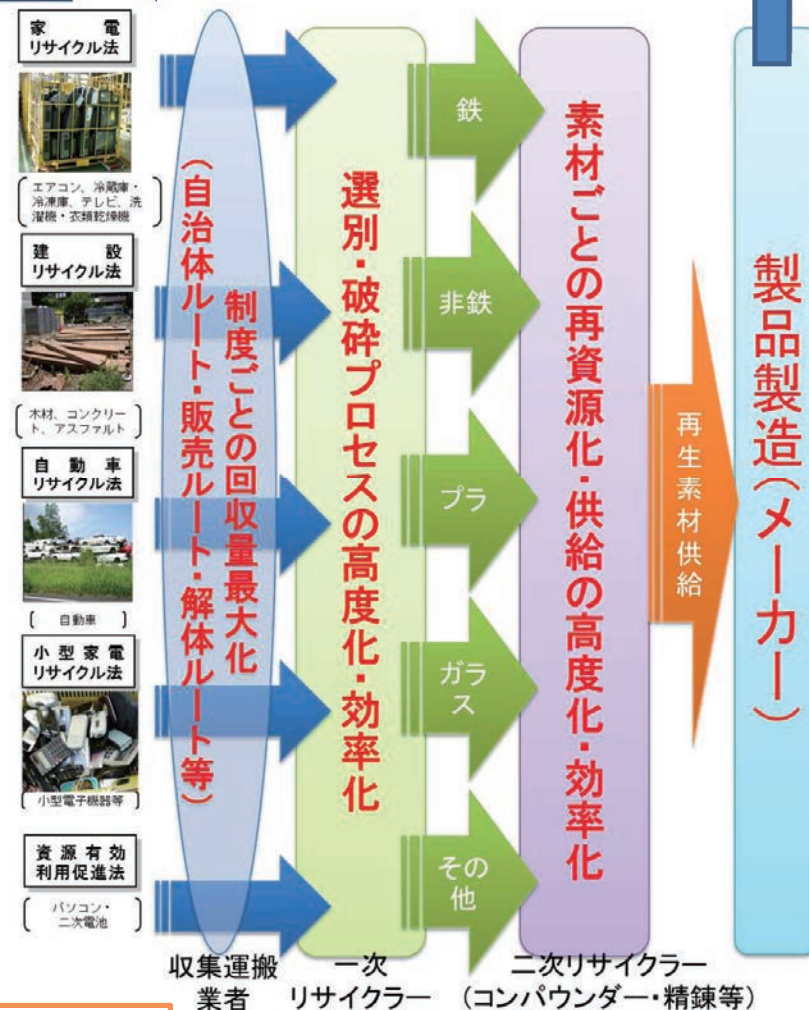 家電
リサイクル法
エアコン、冷蔵庫・
冷凍庫、テレビ、洗
濯機・衣類乾燥機
建設
リサイクル法
木材、コンクリー
ト、アスファルト
自動車
リサイクル法
自動車
小型家電
リサイクル法
小型電子機器等
資源有効
利用促進法
パソコン・
二次電池
制度ごとの回収量最大化
（自治体ルート・販売ルート・解体ルート等）
選別・破砕プロセスの高度化・効率化
鉄
非鉄
プラ
ガラ
ス
その
他
素材ごとの再資源化・供給の高度化・効率化
再生素材供給
製品製造（メーカー）
収集運搬
業者
一次
リサイクラー
二次リサイクラー
（コンパウンダー・精錬等）